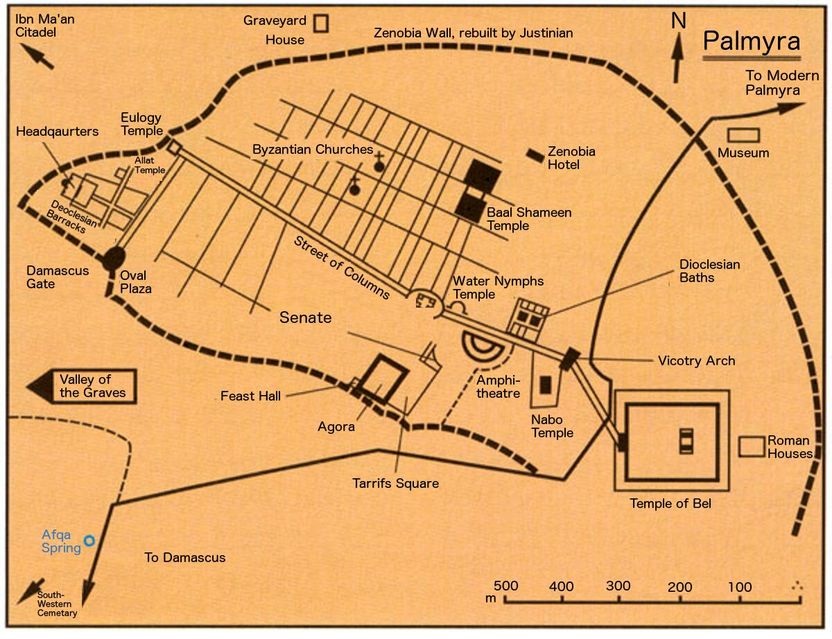 Ibn Ma'an
Citadel
Graveyard
House
Zenobia Wall, rebuilt by Justinian
N
Palmyra
To Modern
Palmyra
Eulogy
Temple
Headqaurters
Allat
Temple
Byzantian Churches
Zenobia
Hotel
Museum
Deoclesian
Barracks
Baal Shameen
Temple
Damascus
Gate
Oval
Plaza
Street of Columns
Water Nymphs
Temple
Dioclesian
Baths
Senate
Vicotry Arch
Valley of
the Graves
Feast Hall
Amphi-
theatre
Agora
Nabo
Temple
Roman
Houses
Tarrifs Square
Temple of Bel
Afqa
Spring
To Damascus
South-
Western
Cemetary
500 400 300 200 100
m